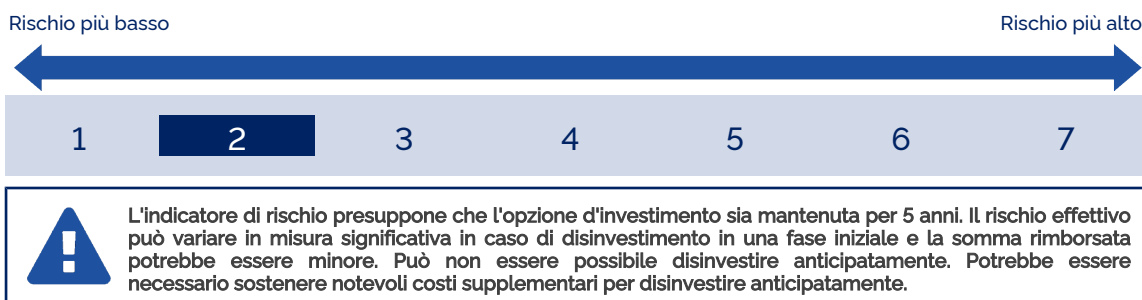 Rischio più basso Rischio più alto
1 2 3 4 5 6 7
L'indicatore di rischio presuppone che l'opzione d'investimento sia mantenuta per 5 anni. Il rischio effettivo
può variare in misura significativa in caso di disinvestimento in una fase iniziale e la somma rimborsata
potrebbe essere minore. Può non essere possibile disinvestire anticipatamente. Potrebbe essere
necessario sostenere notevoli costi supplementari per disinvestire anticipatamente.